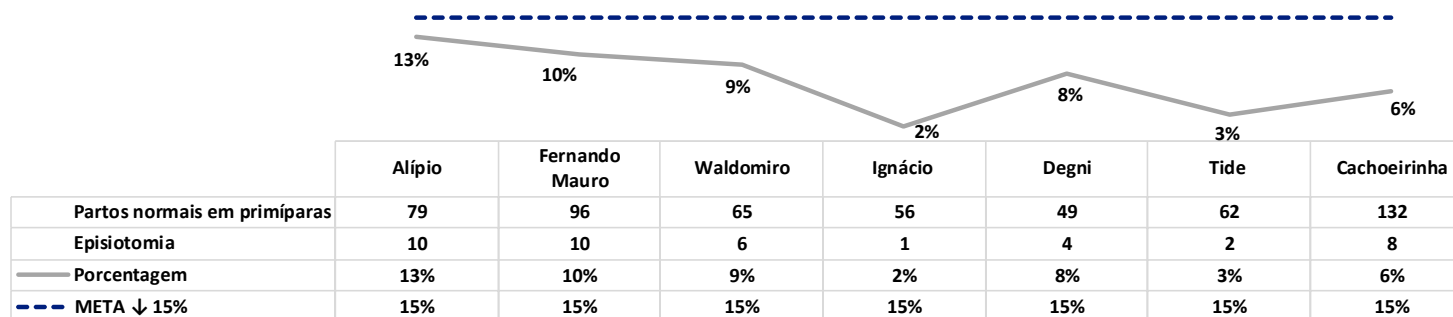 13%
10%
9%
2%
8%
3%
6%
Alípio Fernando Mauro Waldomiro Ignácio Degni Tide Cachoeirinha
Partos normais em primíparas 79 96 65 56 49 62 132
Episiotomia 10 10 6 1 4 2 8
Porcentagem 13% 10% 9% 2% 8% 3% 6%
META ↓ 15% 15% 15% 15% 15% 15% 15% 15%